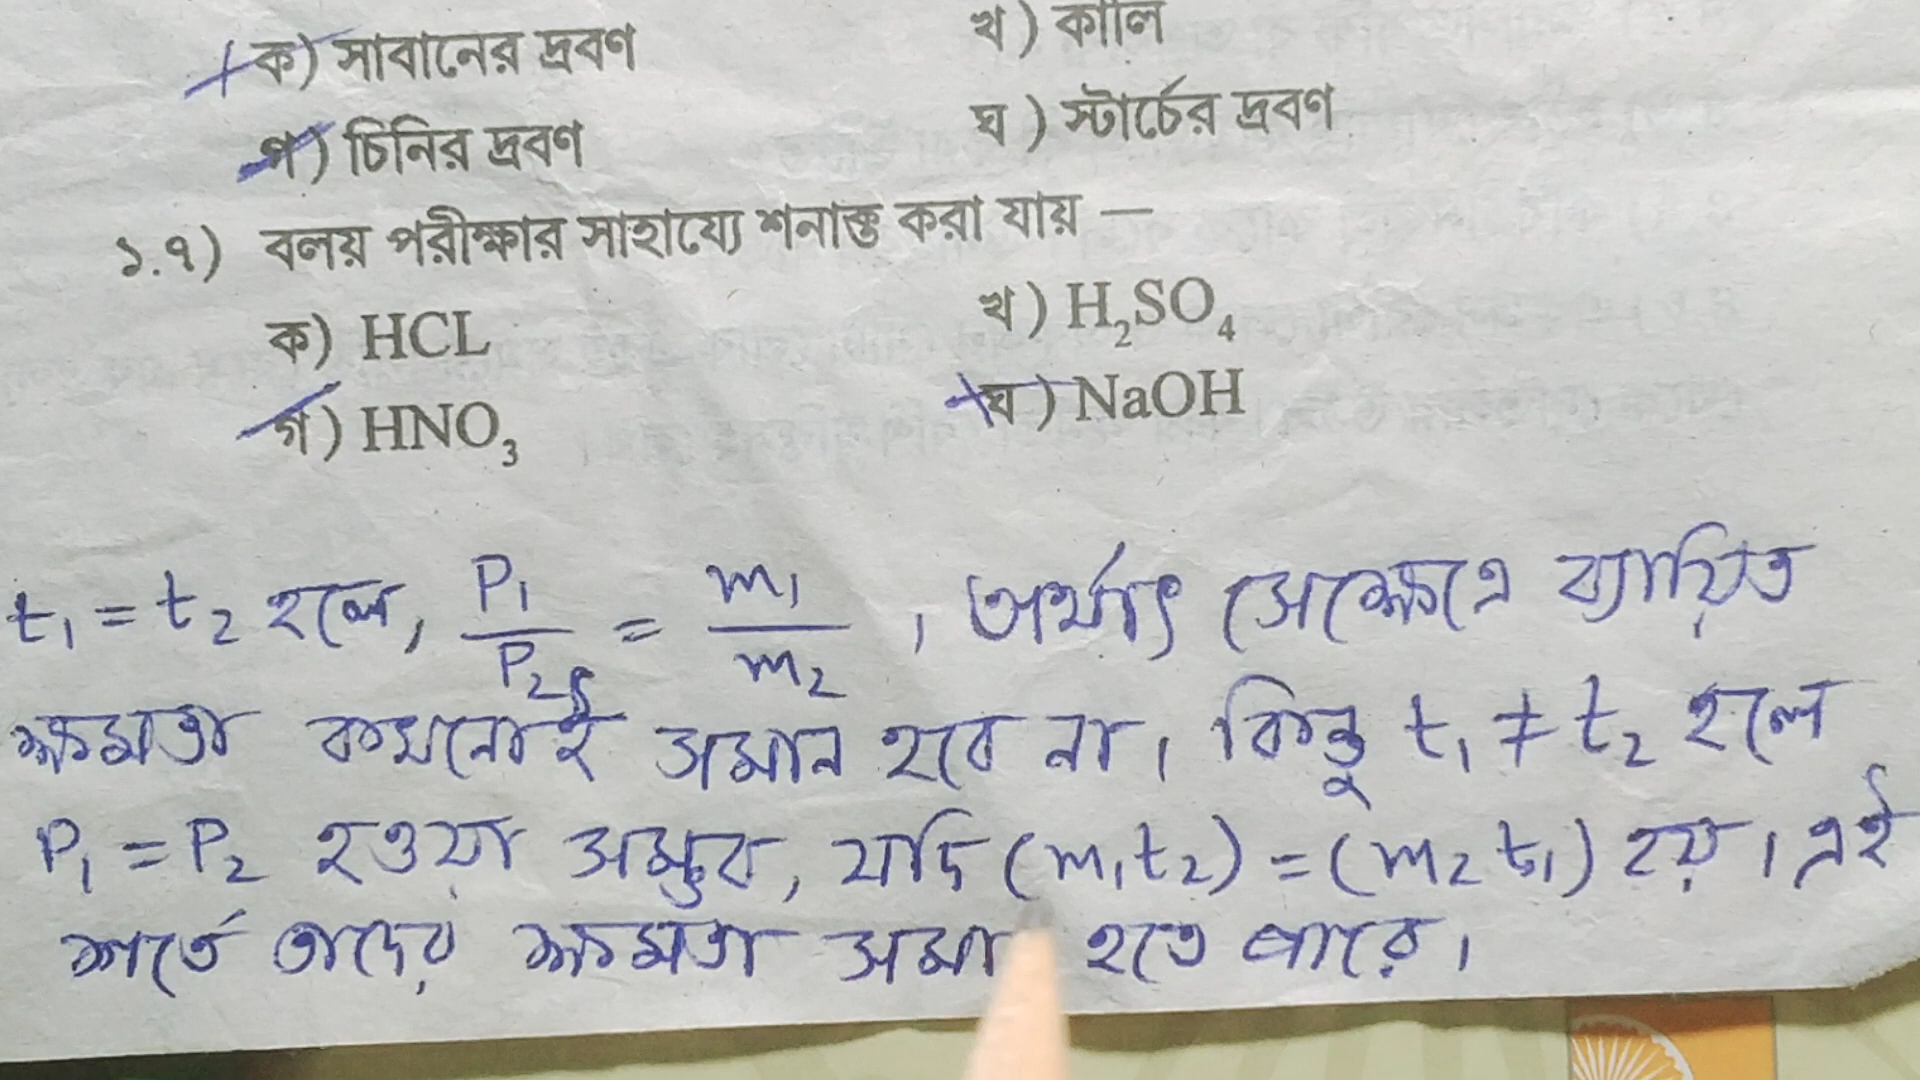 ক) সাবানের দ্রবণ
খ) কালি
গ) চিনির দ্রবণ
ঘ) স্টার্চের দ্রবণ
১.৭) বলয় পরীক্ষার সাহায্যে শনাক্ত করা যায় —
ক) HCL
খ) H₂SO₄
গ) HNO₃
ঘ) NaOH
t₁ = t₂ হলে, P₁/P₂ = m₁/m₂, অর্থাৎ সেক্ষেত্রে ব্যায়িত
ক্ষমতা কখনোই সমান হবে না। কিন্তু t₁ ≠ t₂ হলে
P₁ = P₂ হওয়া সম্ভব, যদি (m₁t₂) = (m₂t₁) হয়। এই
শর্তে তাদের ক্ষমতা সমা হতে পারে।